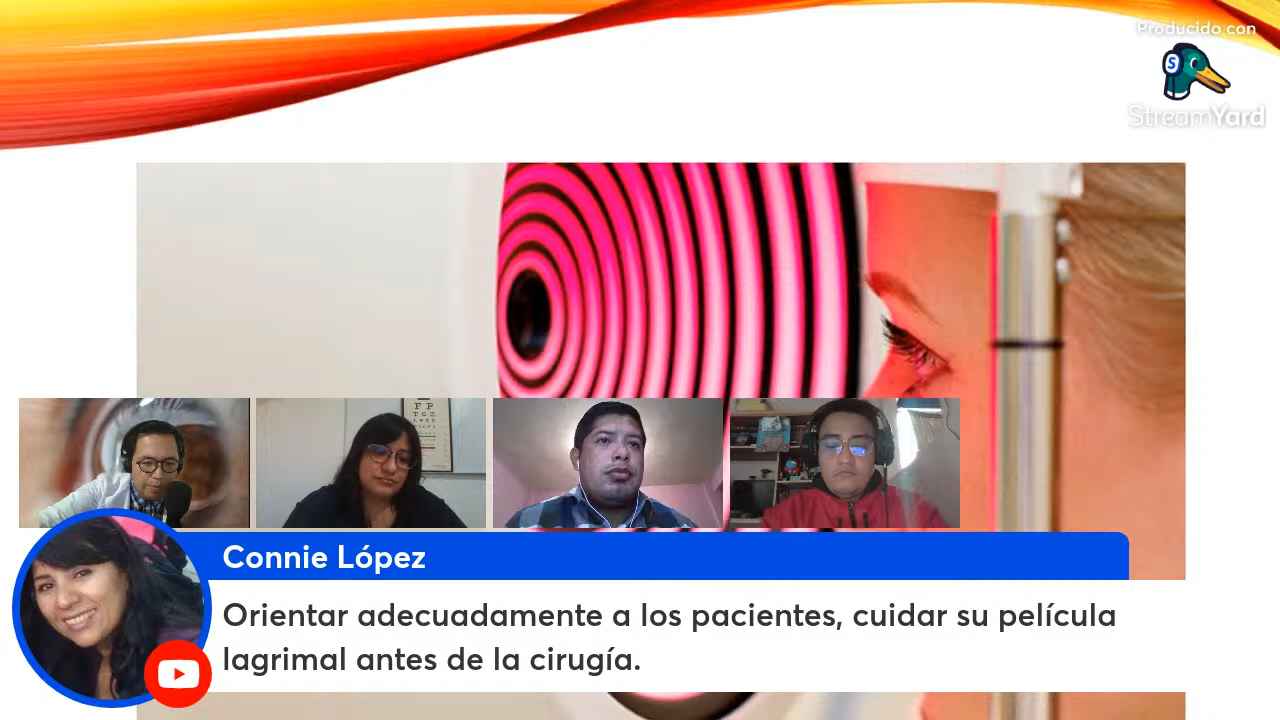 Producido con
StreamYard
F P
T O Z
Connie López
Orientar adecuadamente a los pacientes, cuidar su película
lagrimal antes de la cirugía.